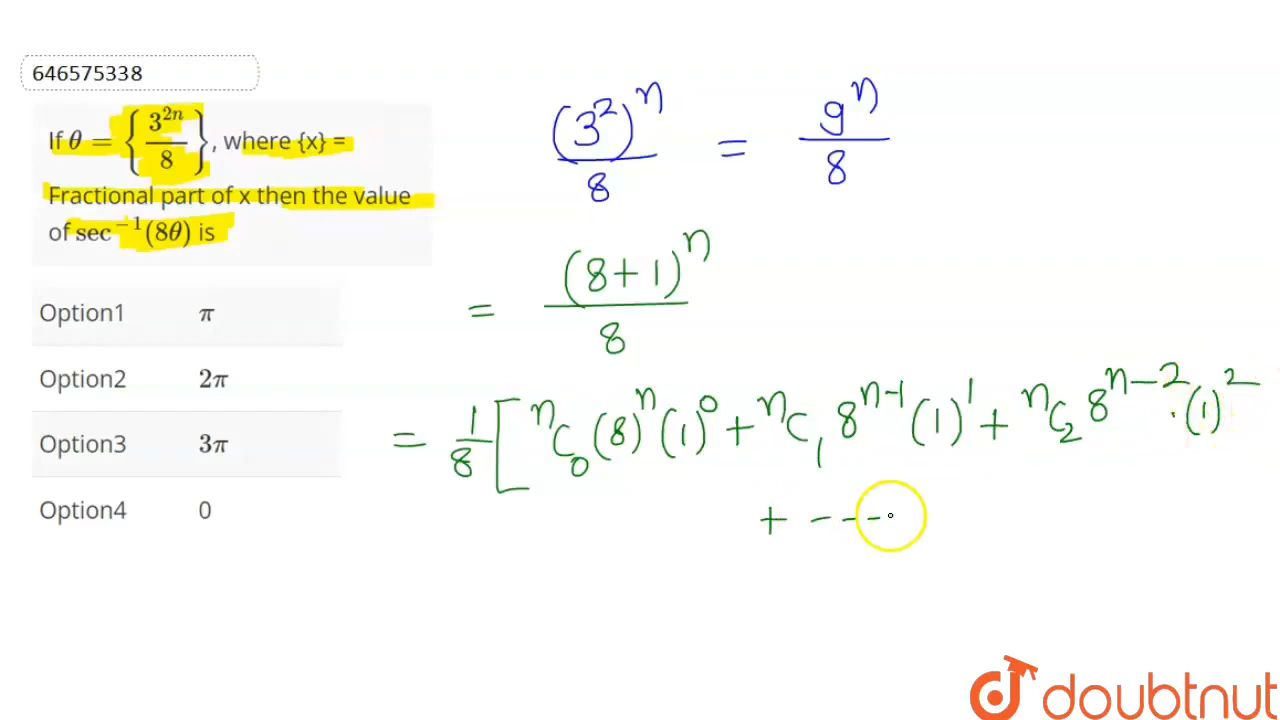 646575338
If θ = {3^{2n}/8}, where {x} =
Fractional part of x then the value
of sec⁻¹(8θ) is
Option1 π
Option2 2π
Option3 3π
Option4 0
(3²)^n/8 = 9^n/8
= (8+1)^n/8
= 1/8 [ ⁿC₀ (8)^n (1)^0 + ⁿC₁ 8^{n-1} (1)^1 + ⁿC₂ 8^{n-2} · (1)^2
+ ----
doubtnut